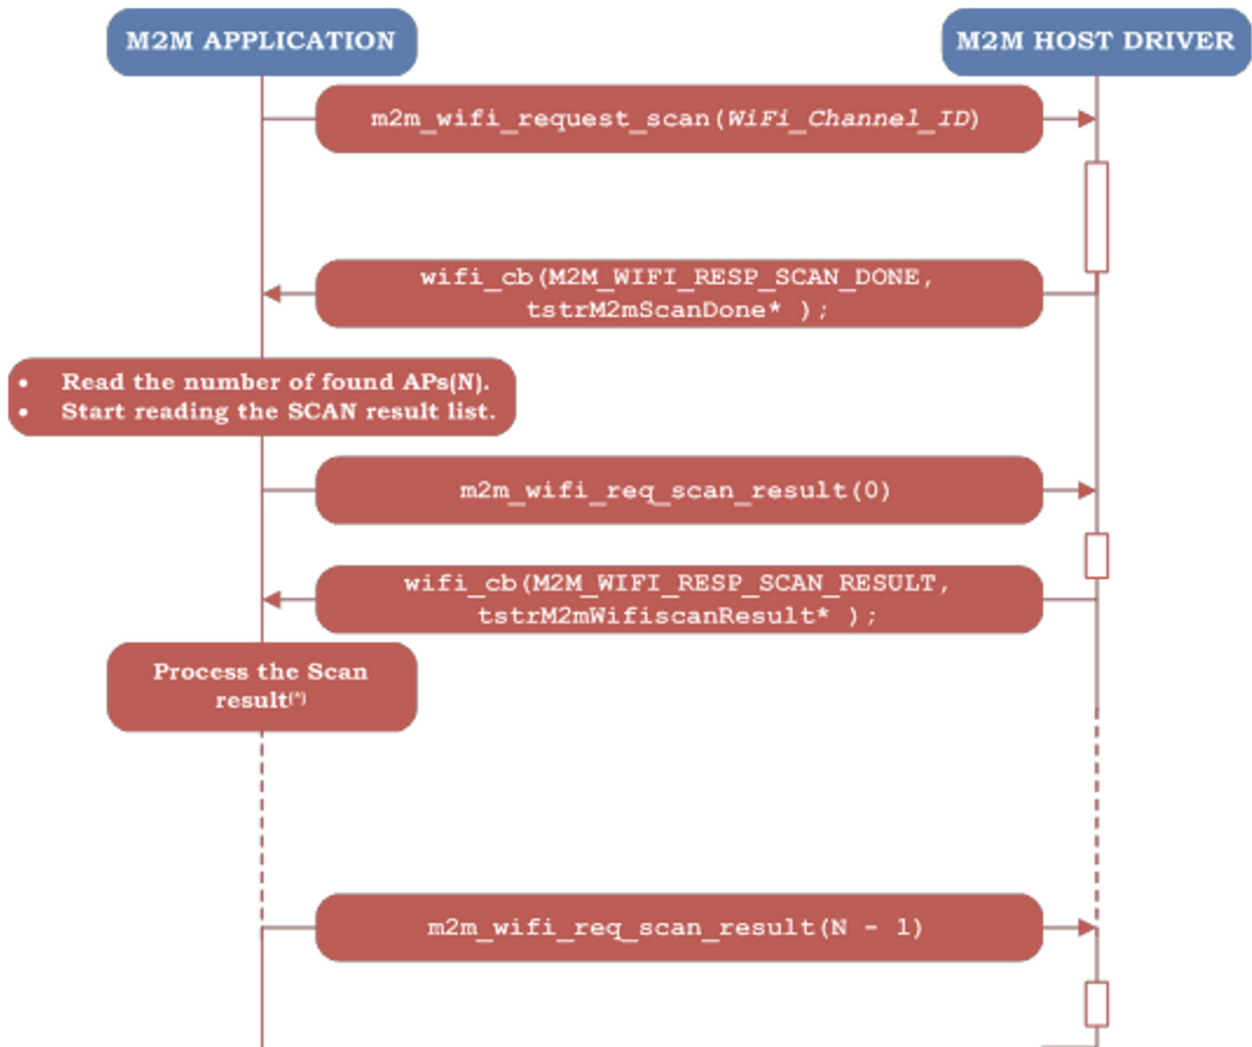 M2M APPLICATION
M2M HOST DRIVER
m2m_wifi_request_scan(WiFi_Channel_ID)
wifi_cb(M2M_WIFI_RESP_SCAN_DONE,
tstrM2mScanDone* );
• Read the number of found APs(N).
• Start reading the SCAN result list.
m2m_wifi_req_scan_result(0)
wifi_cb(M2M_WIFI_RESP_SCAN_RESULT,
tstrM2mWifiscanResult* );
Process the Scan
result(*)
m2m_wifi_req_scan_result(N - 1)